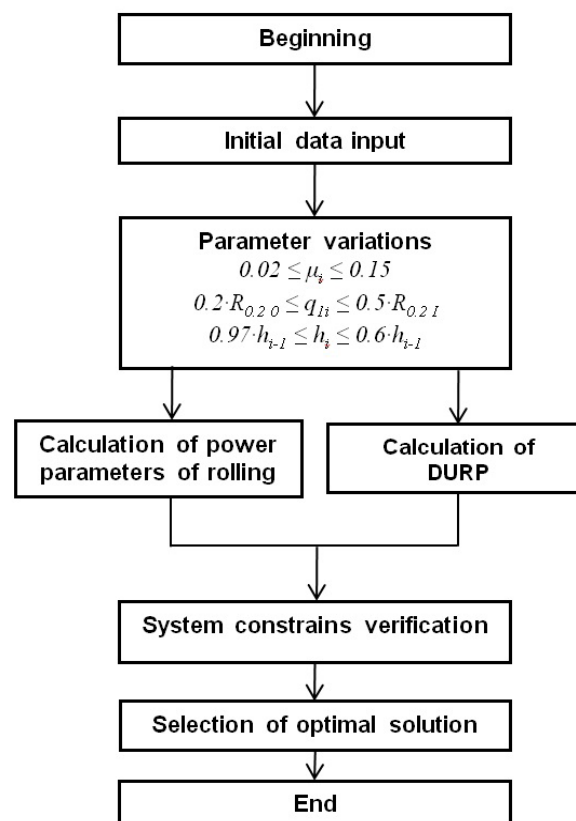 Beginning
Initial data input
Parameter variations
0.02 ≤ μᵢ ≤ 0.15
0.2·R₀.₂ ₀ ≤ q₁ᵢ ≤ 0.5·R₀.₂ ₁
0.97·hᵢ₋₁ ≤ hᵢ ≤ 0.6·hᵢ₋₁
Calculation of power
parameters of rolling
Calculation of
DURP
System constrains verification
Selection of optimal solution
End